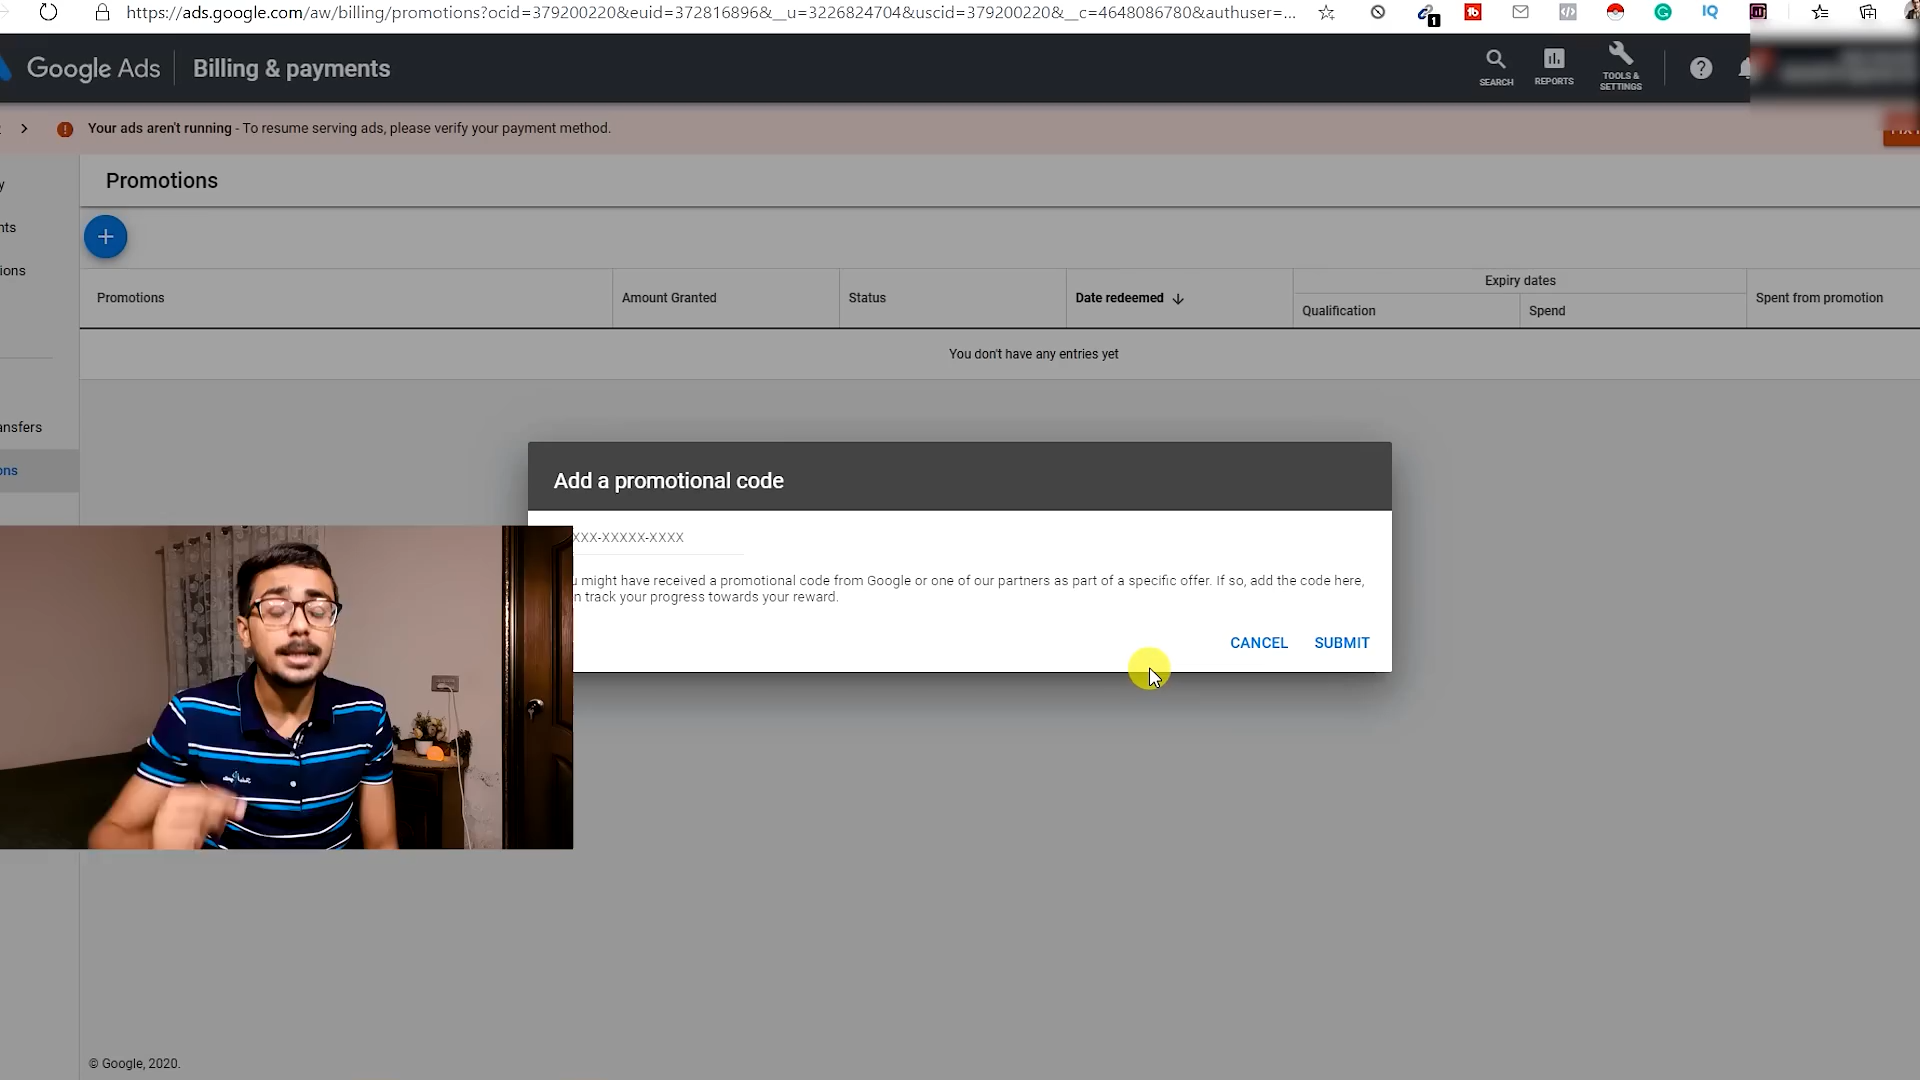 https://ads.google.com/aw/billing/promotions?ocid=379200220&euid=372816896&__u=3226824704&uscid=379200220&__c=4648086780&authuser=...
1
IQ
Google Ads
Billing & payments
SEARCH
REPORTS
TOOLS &
SETTINGS
Your ads aren't running - To resume serving ads, please verify your payment method.
Promotions
Promotions
Amount Granted
Status
Date redeemed
Expiry dates
Qualification
Spend
Spent from promotion
You don't have any entries yet
Add a promotional code
XXX-XXXXX-XXXX
might have received a promotional code from Google or one of our partners as part of a specific offer. If so, add the code here,
track your progress towards your reward.
CANCEL
SUBMIT
© Google, 2020.